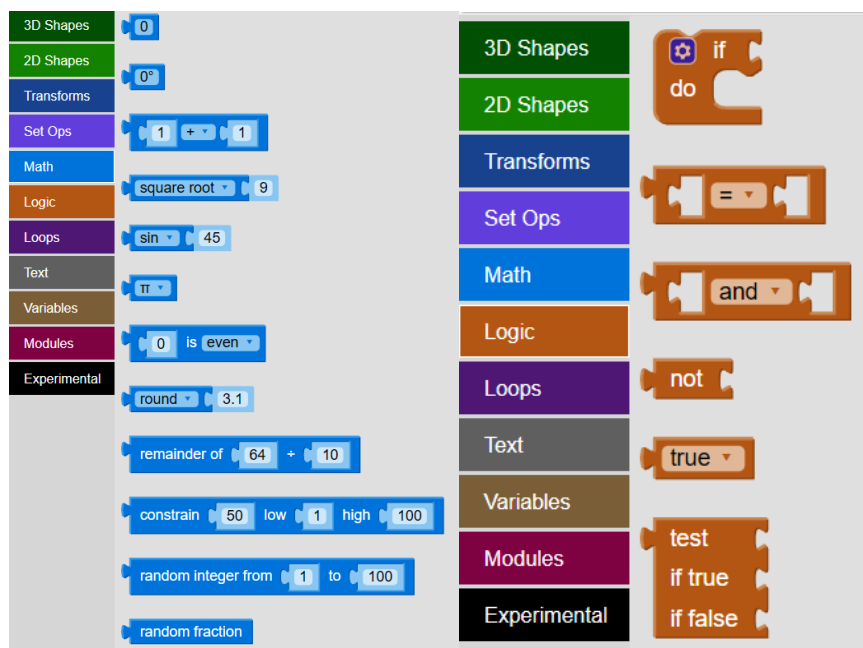 3D Shapes
2D Shapes
Transforms
Set Ops
Math
Logic
Loops
Text
Variables
Modules
Experimental
0
0°
1 + 1
square root 9
sin 45
π
0 is even
round 3.1
remainder of 64 ÷ 10
constrain 50 low 1 high 100
random integer from 1 to 100
random fraction
3D Shapes
2D Shapes
Transforms
Set Ops
Math
Logic
Loops
Text
Variables
Modules
Experimental
if
do
=
and
not
true
test
if true
if false